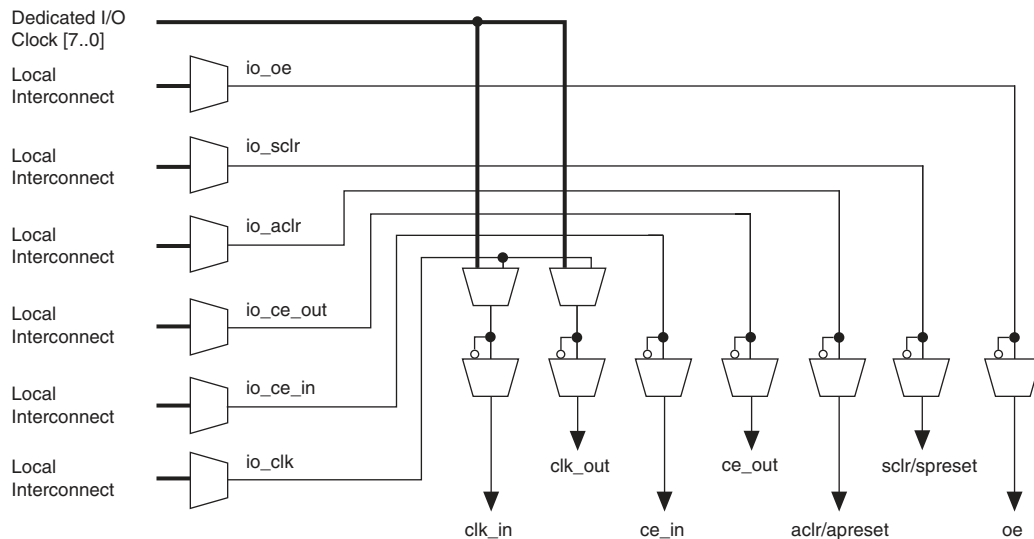 Dedicated I/O
Clock [7..0]
Local
Interconnect
io_oe
Local
Interconnect
io_sclr
Local
Interconnect
io_aclr
Local
Interconnect
io_ce_out
Local
Interconnect
io_ce_in
Local
Interconnect
io_clk
clk_out
ce_out
sclr/spreset
clk_in
ce_in
aclr/apreset
oe